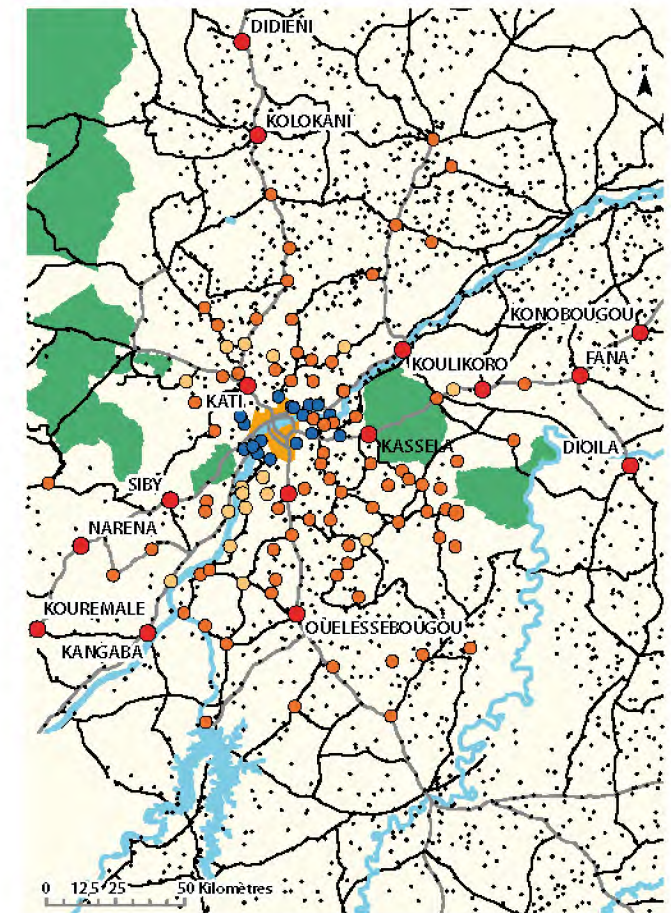 DIDIENI
KOLOKANI
KONOBOUGOU
KOULIKORO
FANA
KATI
KASSELA
DIOILA
SIBY
NARENA
KOUREMALE
OUELESSEBOUGOU
KANGABA
0 12,5 25 50 Kilomètres